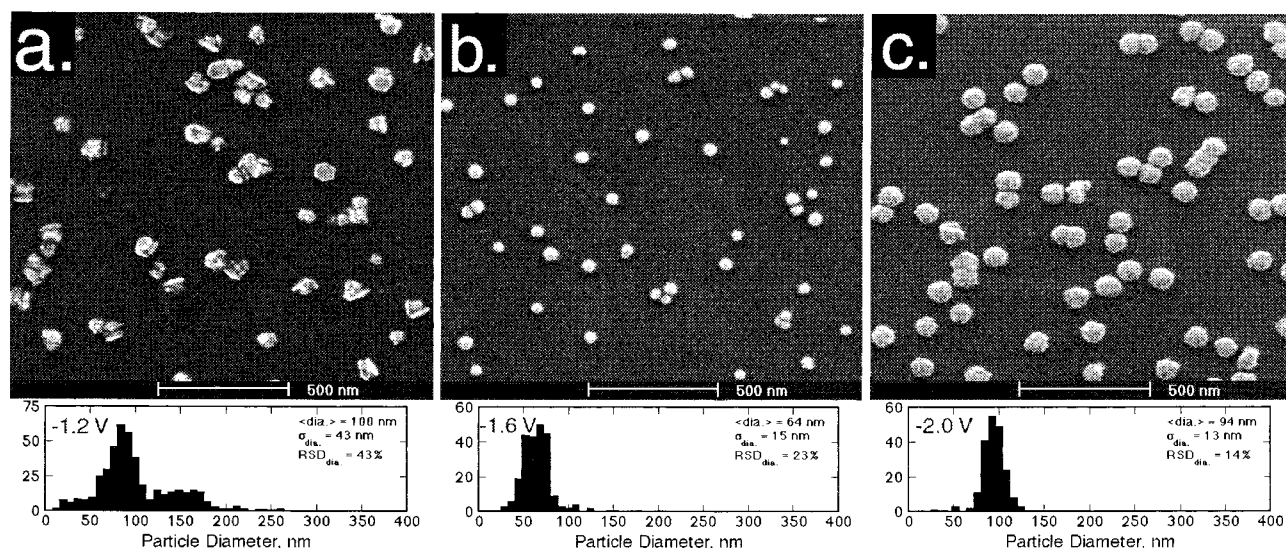 a.
b.
c.
500 nm
500 nm
500 nm
-1.2 V
<dia.> = 100 nm
σdia. = 43 nm
RSDdia. = 43%
75
50
25
0
0 50 100 150 200 250 300 350 400
Particle Diameter, nm
-1.6 V
<dia.> = 64 nm
σdia. = 15 nm
RSDdia. = 23%
60
40
20
0
0 50 100 150 200 250 300 350 400
Particle Diameter, nm
-2.0 V
<dia.> = 94 nm
σdia. = 13 nm
RSDdia. = 14%
60
40
20
0
0 50 100 150 200 250 300 350 400
Particle Diameter, nm